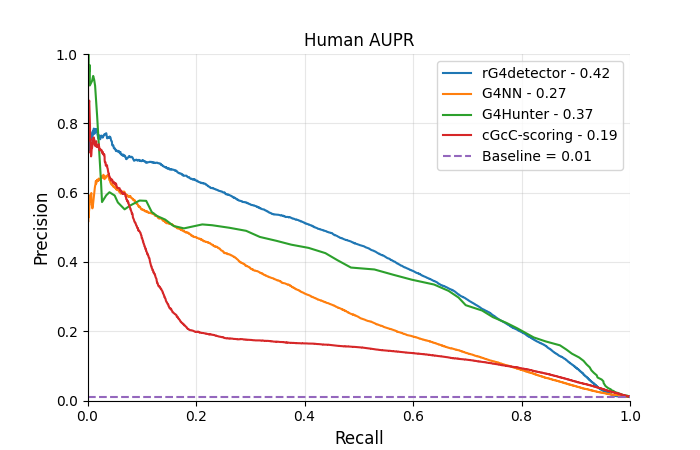 Human AUPR
1.0
0.8
0.6
0.4
0.2
0.0
Precision
rG4detector - 0.42
G4NN - 0.27
G4Hunter - 0.37
cGcC-scoring - 0.19
Baseline = 0.01
0.0 0.2 0.4 0.6 0.8 1.0
Recall